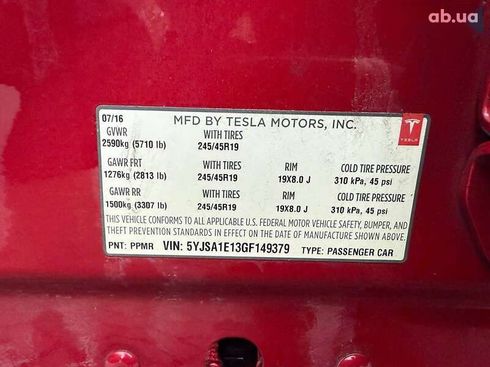 ав.ua
07/16 MFD BY TESLA MOTORS, INC. TESLA
GVWR WITH TIRES
2590kg (5710 lb) 245/45R19
GAWR FRT WITH TIRES RIM COLD TIRE PRESSURE
1276kg (2813 lb) 245/45R19 19X8.0 J 310 kPa, 45 psi
GAWR RR WITH TIRES RIM COLD TIRE PRESSURE
1500kg (3307 lb) 245/45R19 19X8.0 J 310 kPa, 45 psi
THIS VEHICLE CONFORMS TO ALL APPLICABLE U.S. FEDERAL MOTOR VEHICLE SAFETY, BUMPER, AND
THEFT PREVENTION STANDARDS IN EFFECT ON THE DATE OF MANUFACTURE SHOWN ABOVE.
PNT: PPMR VIN: 5YJSA1E13GF149379 TYPE: PASSENGER CAR